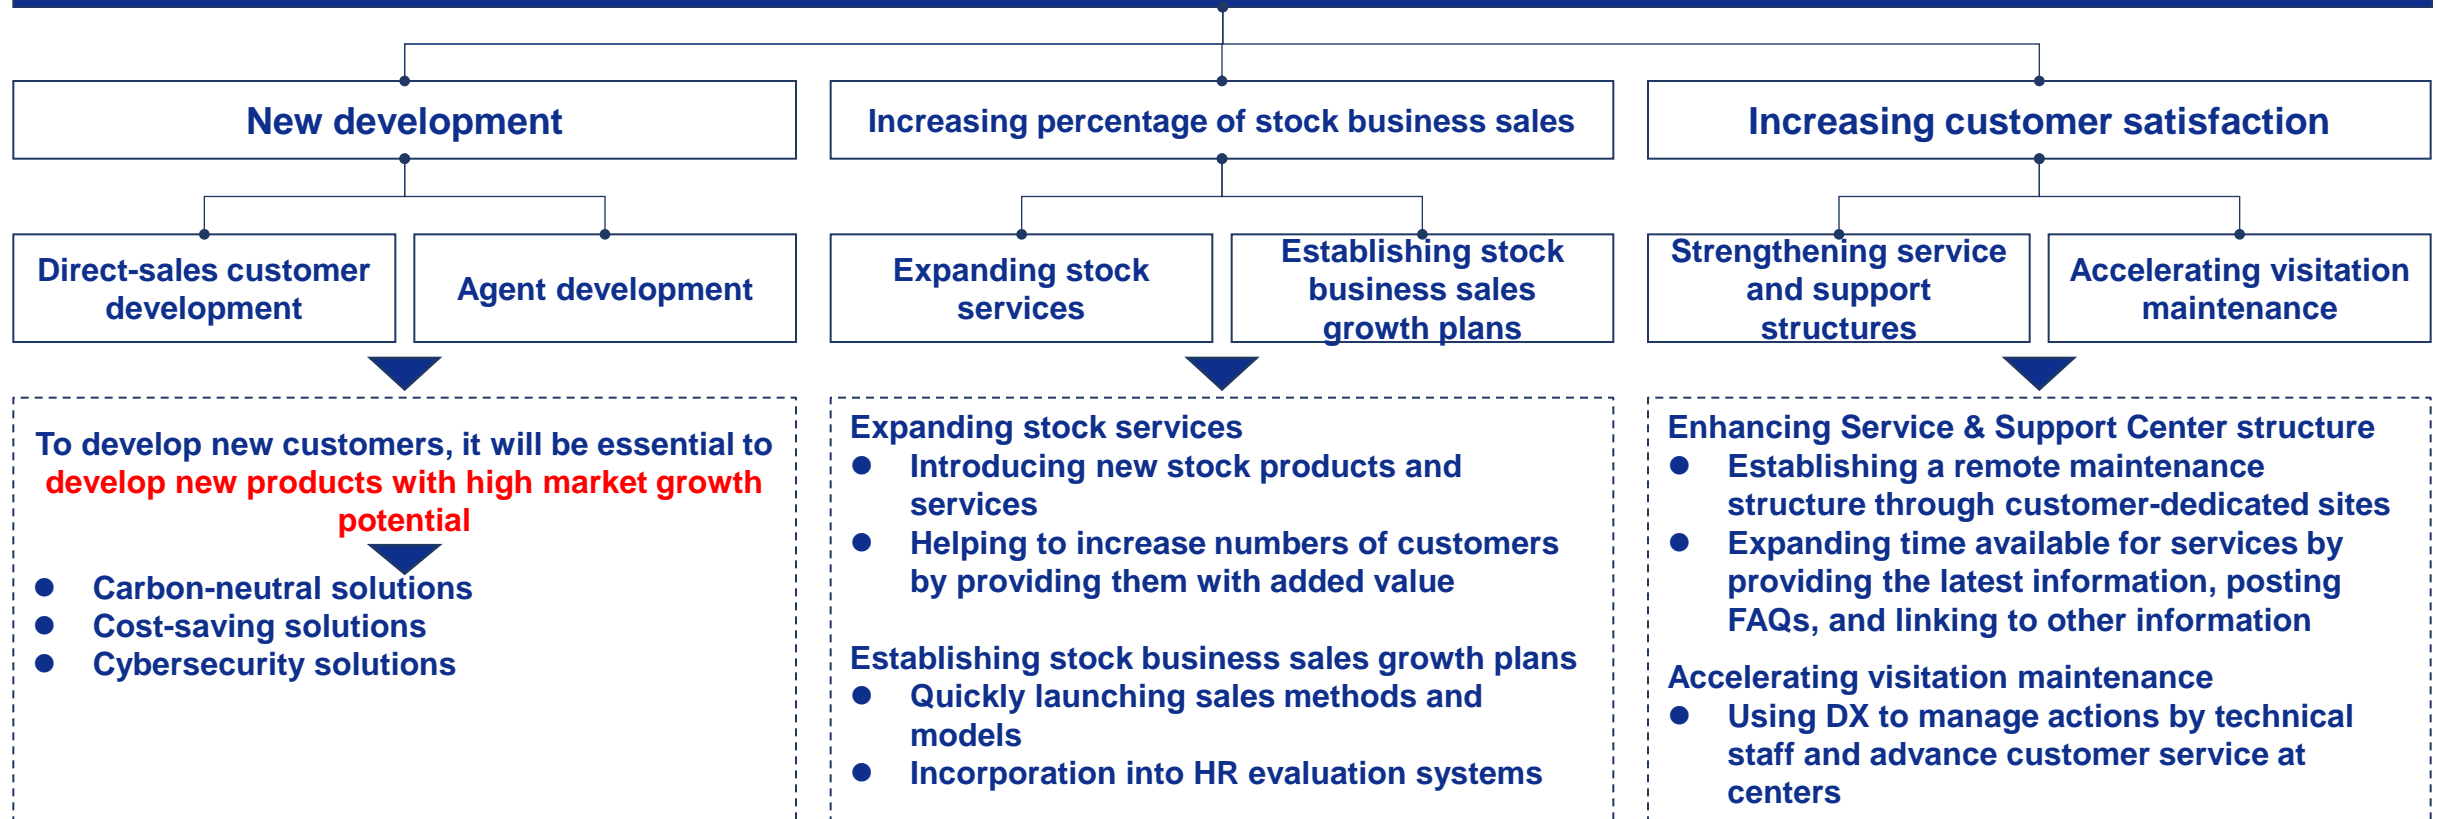 New development
Increasing percentage of stock business sales
Increasing customer satisfaction
Direct-sales customer
development
Agent development
Expanding stock
services
Establishing stock
business sales
growth plans
Strengthening service
and support
structures
Accelerating visitation
maintenance
To develop new customers, it will be essential to
develop new products with high market growth
potential
● Carbon-neutral solutions
● Cost-saving solutions
● Cybersecurity solutions
Expanding stock services
● Introducing new stock products and
services
● Helping to increase numbers of customers
by providing them with added value
Establishing stock business sales growth plans
● Quickly launching sales methods and
models
● Incorporation into HR evaluation systems
Enhancing Service & Support Center structure
● Establishing a remote maintenance
structure through customer-dedicated sites
● Expanding time available for services by
providing the latest information, posting
FAQs, and linking to other information
Accelerating visitation maintenance
● Using DX to manage actions by technical
staff and advance customer service at
centers